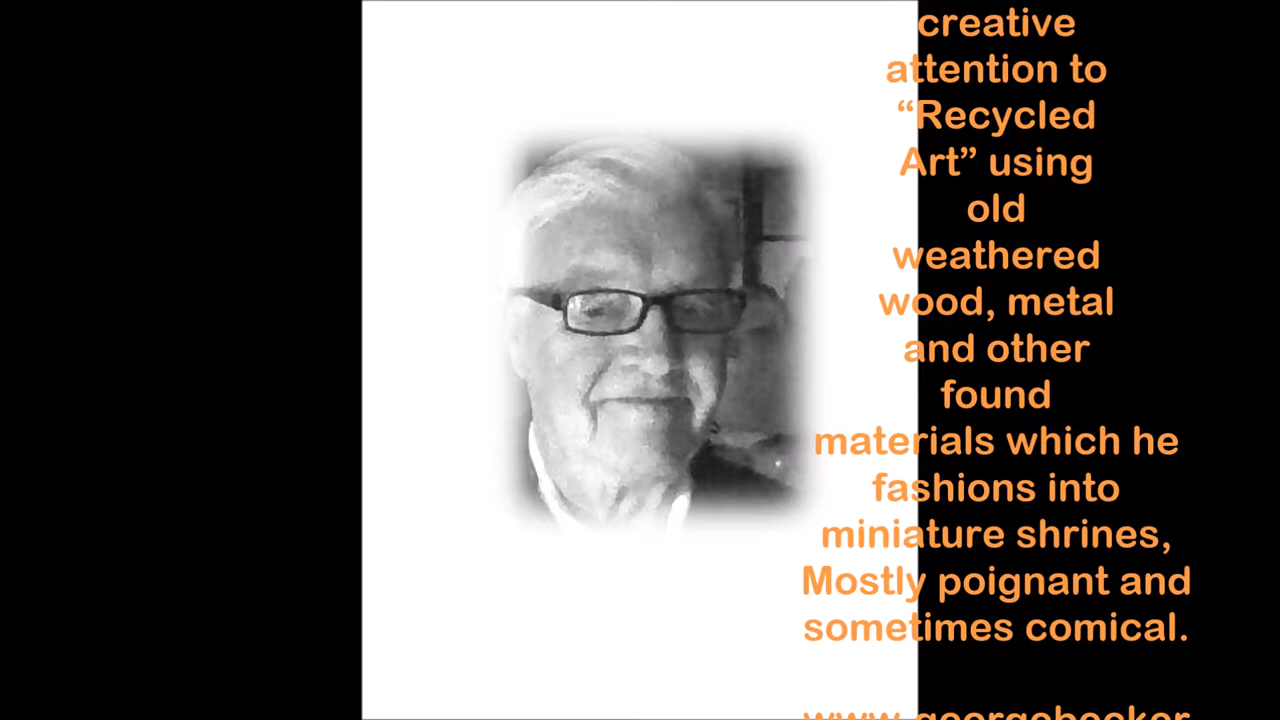 creative
attention to
“Recycled
Art” using
old
weathered
wood, metal
and other
found
materials which he
fashions into
miniature shrines,
Mostly poignant and
sometimes comical.